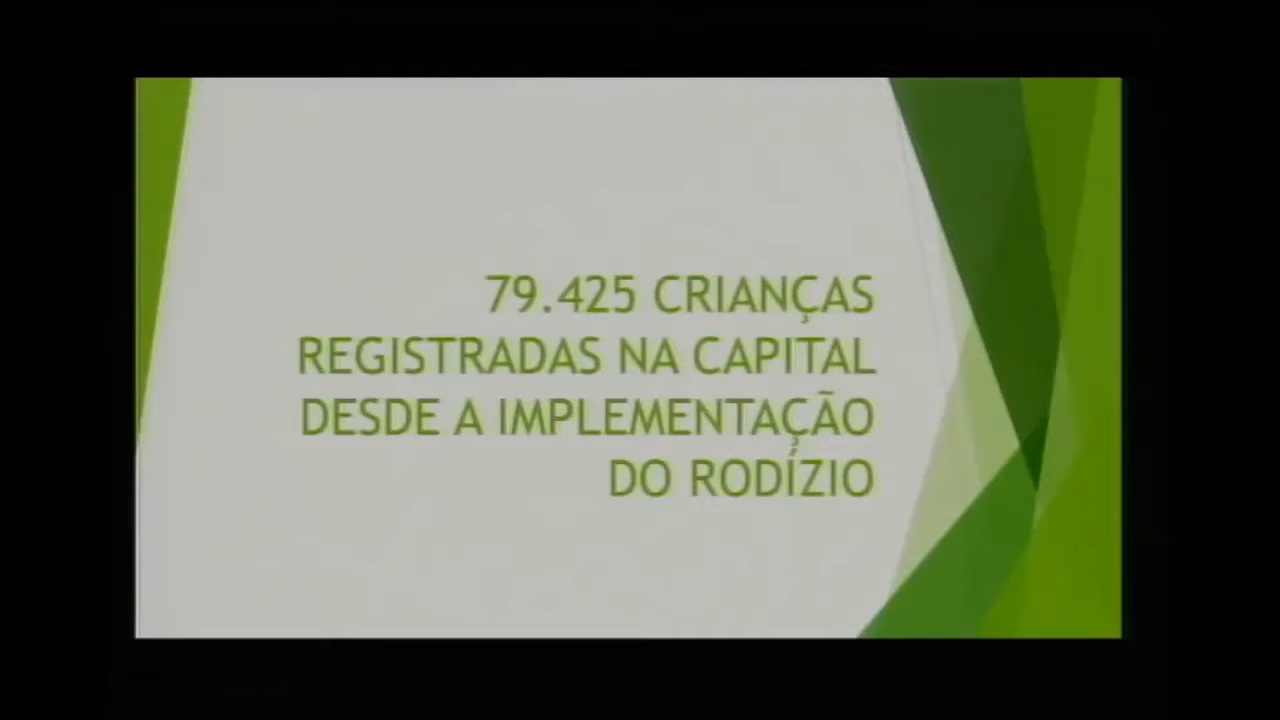 79.425 CRIANÇAS
REGISTRADAS NA CAPITAL
DESDE A IMPLEMENTAÇÃO
DO RODÍZIO